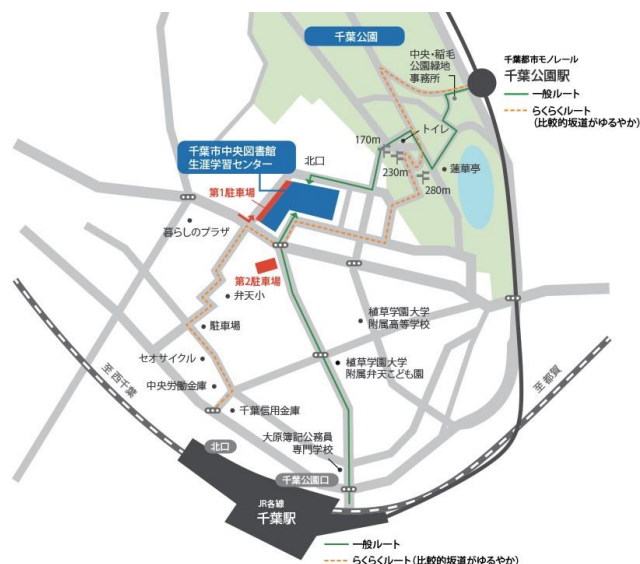 千葉公園
中央・稲毛
公園緑地
事務所
千葉都市モノレール
千葉公園駅
一般ルート
らくらくルート
(比較的坂道がゆるやか)
トイレ
170m
千葉市中央図書館
生涯学習センター
北口
230m
蓮華亭
280m
第1駐車場
暮らしのプラザ
第2駐車場
弁天小
植草学園大学
附属高等学校
駐車場
セオサイクル
植草学園大学
附属弁天こども園
至西千葉
至都賀
中央労働金庫
千葉信用金庫
大原簿記公務員
専門学校
北口
千葉公園口
JR各線
千葉駅
一般ルート
らくらくルート(比較的坂道がゆるやか)